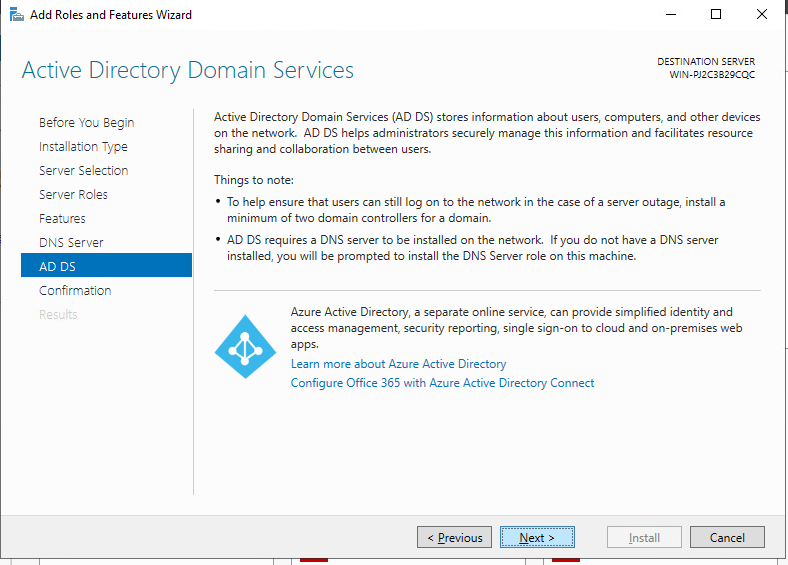 Add Roles and Features Wizard
Active Directory Domain Services
DESTINATION SERVER
WIN-PJ2C3B29CQC
Before You Begin
Installation Type
Server Selection
Server Roles
Features
DNS Server
AD DS
Confirmation
Results
Active Directory Domain Services (AD DS) stores information about users, computers, and other devices
on the network.  AD DS helps administrators securely manage this information and facilitates resource
sharing and collaboration between users.
Things to note:
• To help ensure that users can still log on to the network in the case of a server outage, install a
minimum of two domain controllers for a domain.
• AD DS requires a DNS server to be installed on the network.  If you do not have a DNS server
installed, you will be prompted to install the DNS Server role on this machine.
Azure Active Directory, a separate online service, can provide simplified identity and
access management, security reporting, single sign-on to cloud and on-premises web
apps.
Learn more about Azure Active Directory
Configure Office 365 with Azure Active Directory Connect
< Previous
Next >
Install
Cancel